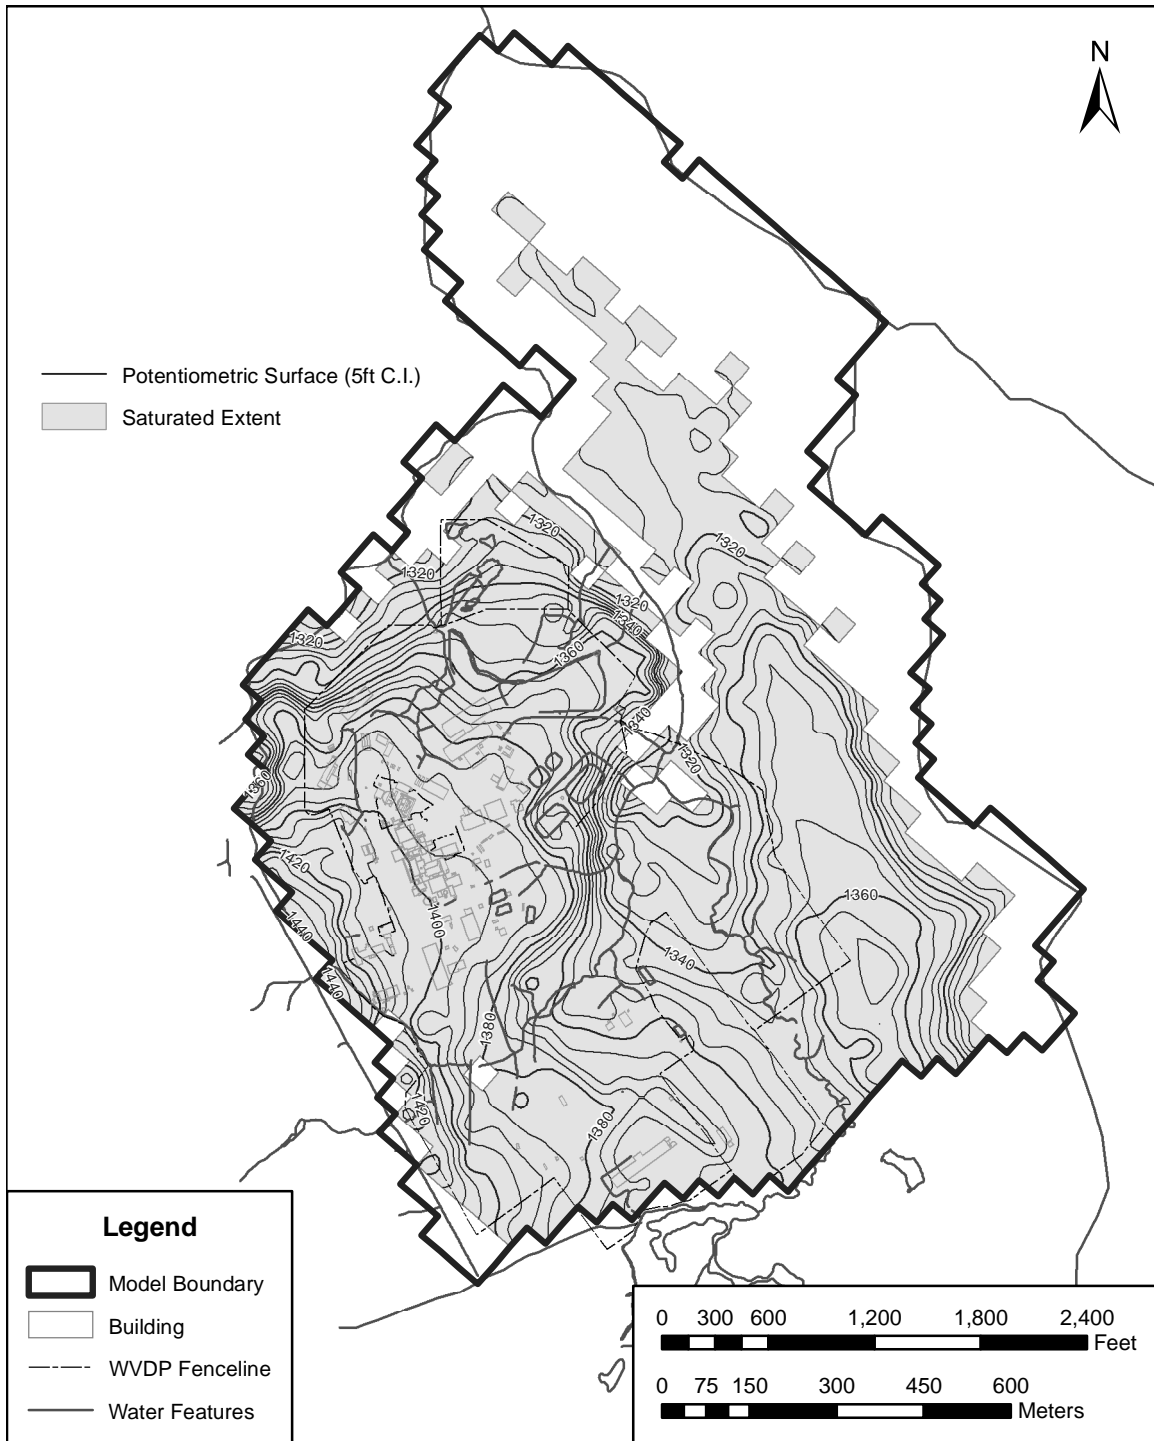 N
Potentiometric Surface (5ft C.I.)
Saturated Extent
1320
1320
1320
1320
1340
1320
1360
1340
1320
1360
1420
1360
1400
1440
1340
1440
1380
1420
1380
Legend
Model Boundary
Building
WVDP Fenceline
Water Features
0 300 600 1,200 1,800 2,400
Feet
0 75 150 300 450 600
Meters